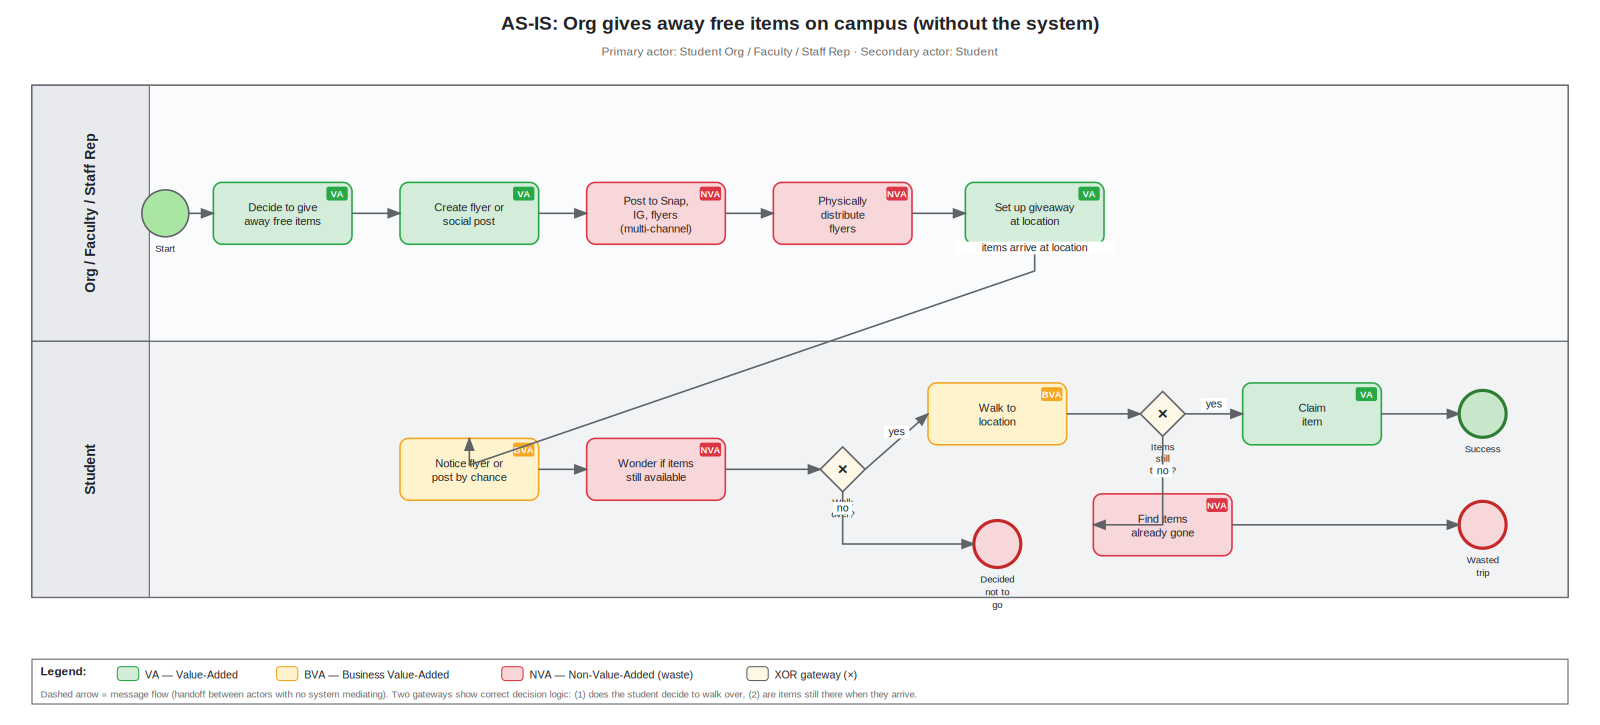 AS-IS: Org gives away free items on campus (without the system)
Primary actor: Student Org / Faculty / Staff Rep · Secondary actor: Student
Org / Faculty / Staff Rep
Start
VA
Decide to give
away free items
VA
Create flyer or
social post
NVA
Post to Snap,
IG, flyers
(multi-channel)
NVA
Physically
distribute
flyers
VA
Set up giveaway
at location
items arrive at location
Student
BVA
Notice flyer or
post by chance
NVA
Wonder if items
still available
×
no
yes
Decided
not to
go
BVA
Walk to
location
×
Items
still
no ?
yes
VA
Claim
item
Success
NVA
Find items
already gone
Wasted
trip
Legend:
VA — Value-Added
BVA — Business Value-Added
NVA — Non-Value-Added (waste)
XOR gateway (×)
Dashed arrow = message flow (handoff between actors with no system mediating). Two gateways show correct decision logic: (1) does the student decide to walk over, (2) are items still there when they arrive.